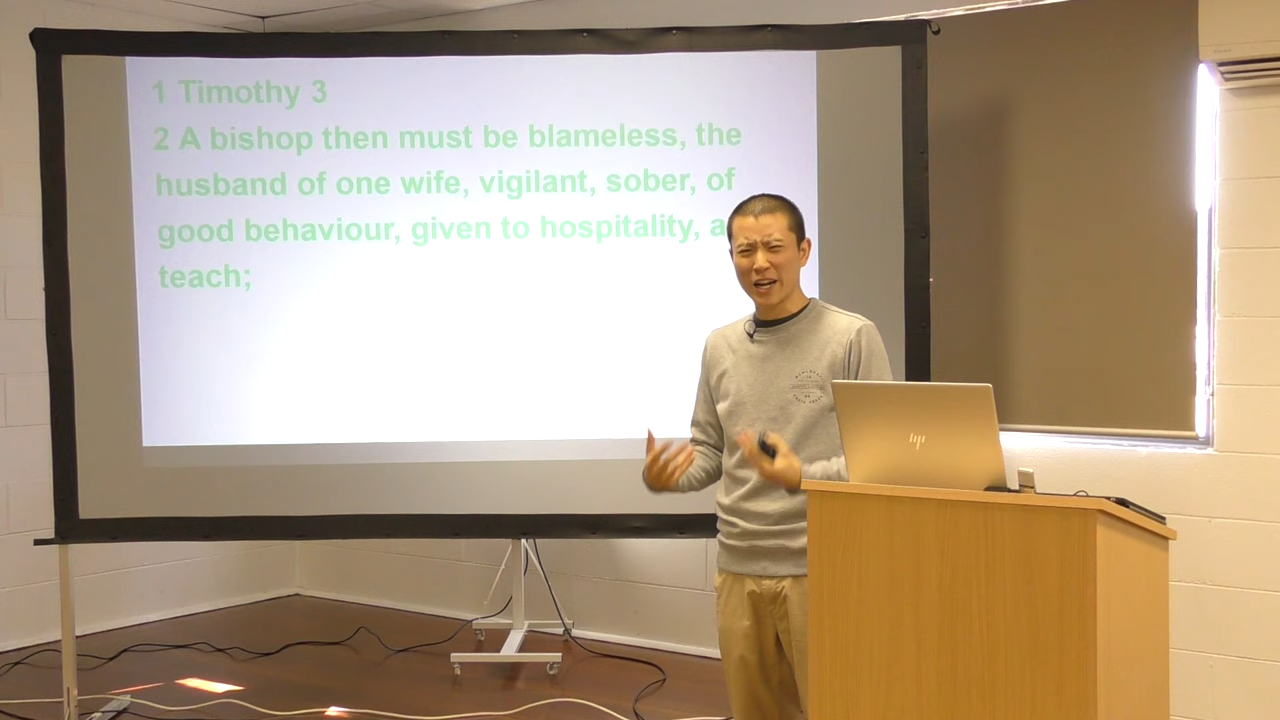 1 Timothy 3
2 A bishop then must be blameless, the
husband of one wife, vigilant, sober, of
good behaviour, given to hospitality, a
teach;
hp